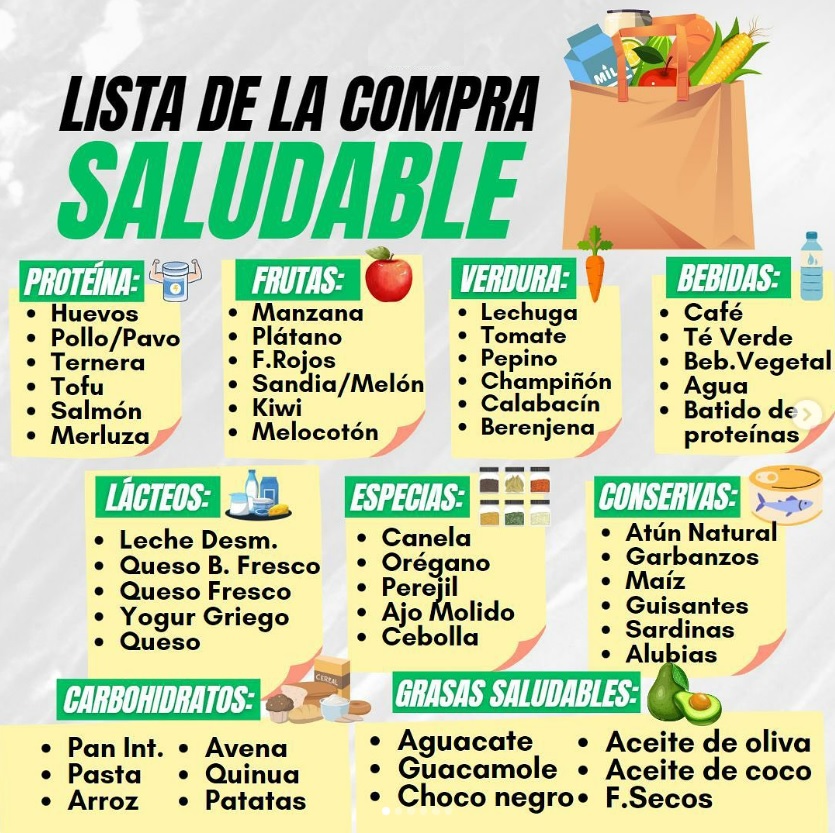 LISTA DE LA COMPRA
SALUDABLE
MILK
PROTEÍNA:
• Huevos
• Pollo/Pavo
• Ternera
• Tofu
• Salmón
• Merluza
FRUTAS:
• Manzana
• Plátano
• F.Rojos
• Sandia/Melón
• Kiwi
• Melocotón
VERDURA:
• Lechuga
• Tomate
• Pepino
• Champiñón
• Calabacín
• Berenjena
BEBIDAS:
• Café
• Té Verde
• Beb.Vegetal
• Agua
• Batido de
proteínas
LÁCTEOS:
• Leche Desm.
• Queso B. Fresco
• Queso Fresco
• Yogur Griego
• Queso
ESPECIAS:
• Canela
• Orégano
• Perejil
• Ajo Molido
• Cebolla
CONSERVAS:
• Atún Natural
• Garbanzos
• Maíz
• Guisantes
• Sardinas
• Alubias
CARBOHIDRATOS:
CEREAL
• Pan Int.
• Pasta
• Arroz
• Avena
• Quinua
• Patatas
GRASAS SALUDABLES:
• Aguacate
• Guacamole
• Choco negro
• Aceite de oliva
• Aceite de coco
• F.Secos